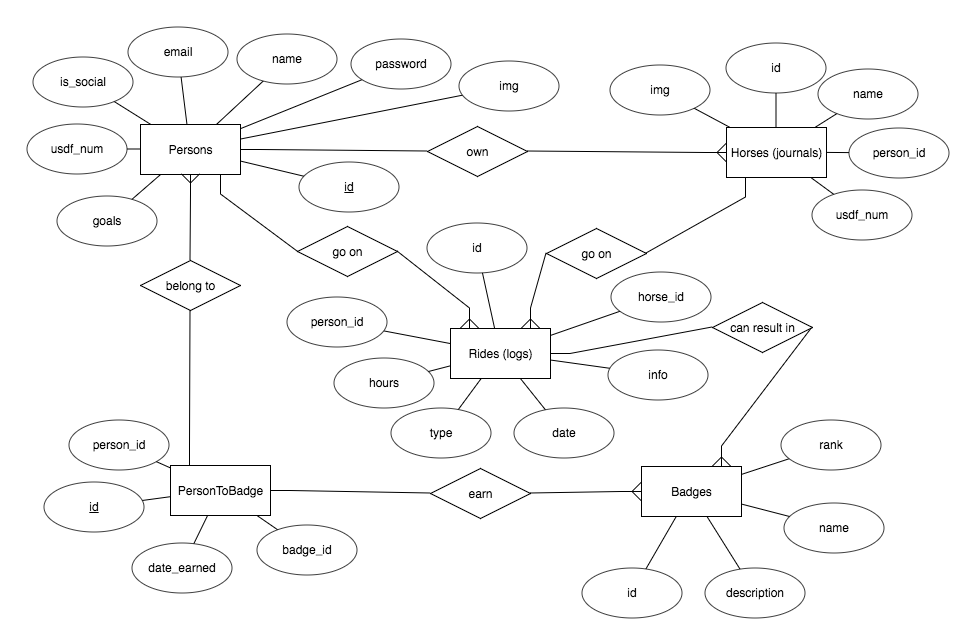 email
name
password
is_social
img
id
img
name
usdf_num
Persons
own
Horses (journals)
person_id
id
goals
usdf_num
go on
id
go on
belong to
horse_id
person_id
can result in
Rides (logs)
hours
info
type
date
person_id
rank
PersonToBadge
earn
Badges
id
name
date_earned
badge_id
id
description